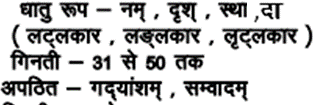 धातु रूप – नम् , दृश् , स्था ,दा
( लट्लकार , लङ्लकार , लृट्लकार )
गिनती – 31 से 50 तक
अपठित – गद्यांशम् , सम्वादम्